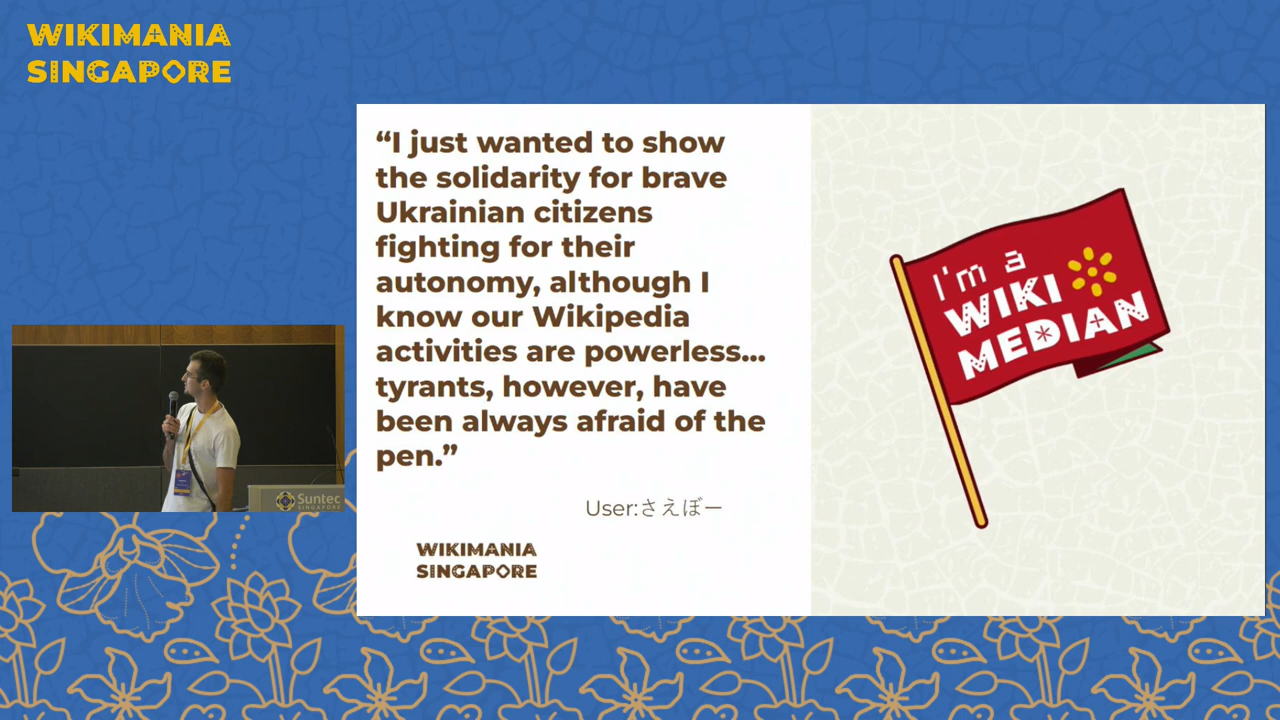 WIKIMANIA
SINGAPORE
“I just wanted to show
the solidarity for brave
Ukrainian citizens
fighting for their
autonomy, although I
know our Wikipedia
activities are powerless...
tyrants, however, have
been always afraid of the
pen.”
User:さえぼー
WIKIMANIA
SINGAPORE
I'm a
WIKI
MEDIAN
Suntec
SINGAPORE